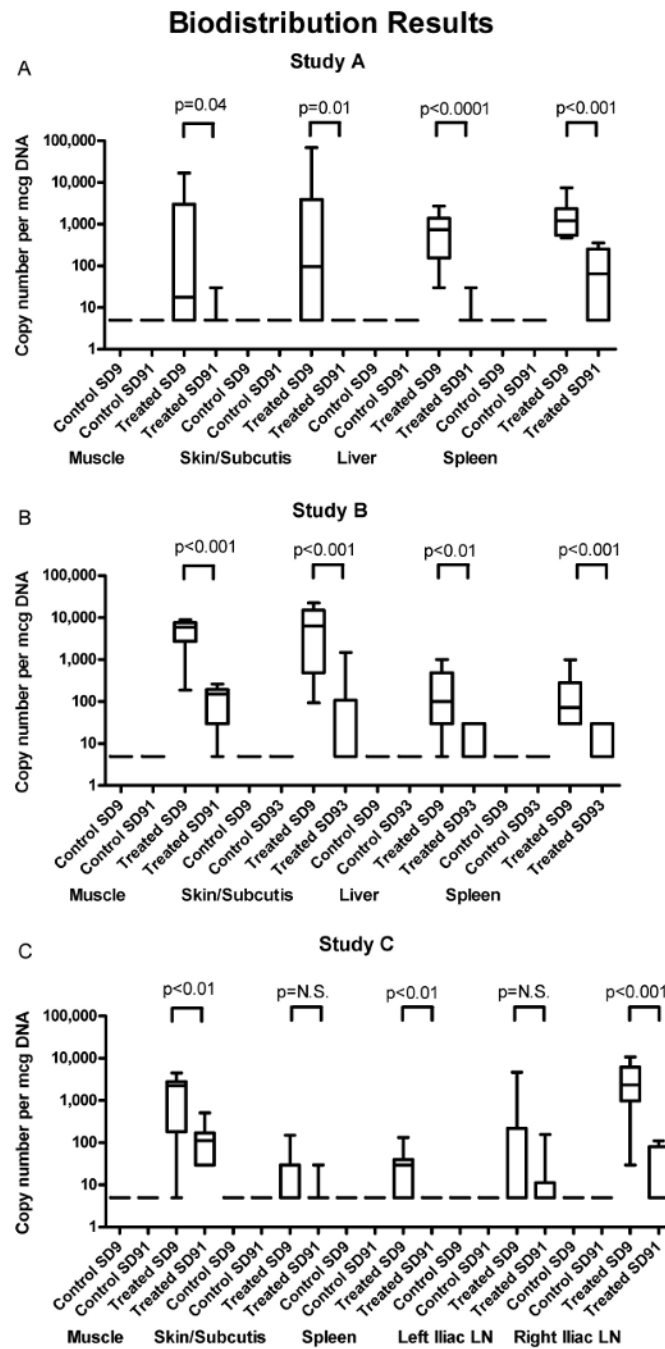 Biodistribution Results
A
Study A
p=0.04
p=0.01
p<0.0001
p<0.001
Copy number per mcg DNA
100,000
10,000
1,000
100
10
1
Control SD9
Control SD91
Treated SD9
Treated SD91
Control SD9
Control SD91
Treated SD9
Treated SD91
Control SD9
Control SD91
Treated SD9
Treated SD91
Control SD9
Control SD91
Treated SD9
Treated SD91
Muscle
Skin/Subcutis
Liver
Spleen
B
Study B
p<0.001
p<0.001
p<0.01
p<0.001
Copy number per mcg DNA
100,000
10,000
1,000
100
10
1
Control SD9
Control SD91
Treated SD9
Treated SD91
Control SD9
Control SD93
Treated SD9
Treated SD93
Control SD9
Control SD93
Treated SD9
Treated SD93
Control SD9
Control SD93
Treated SD9
Treated SD93
Muscle
Skin/Subcutis
Liver
Spleen
C
Study C
p<0.01
p=N.S.
p<0.01
p=N.S.
p<0.001
Copy number per mcg DNA
100,000
10,000
1,000
100
10
1
Control SD9
Control SD91
Treated SD9
Treated SD91
Control SD9
Control SD91
Treated SD9
Treated SD91
Control SD9
Control SD91
Treated SD9
Treated SD91
Control SD9
Control SD91
Treated SD9
Treated SD91
Control SD9
Control SD91
Treated SD9
Treated SD91
Muscle
Skin/Subcutis
Spleen
Left Iliac LN
Right Iliac LN